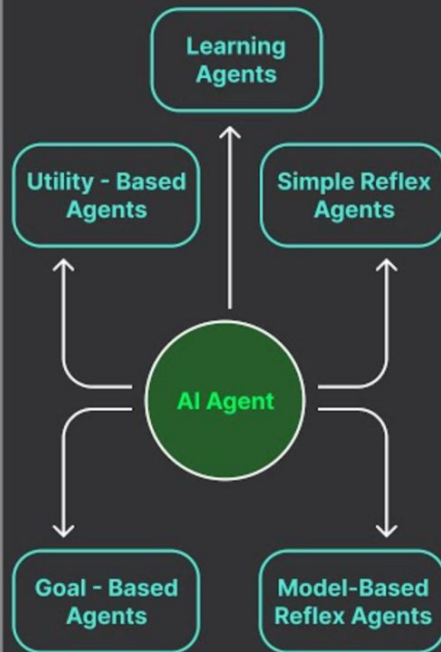 Learning
Agents
Utility - Based
Agents
Simple Reflex
Agents
AI Agent
Goal - Based
Agents
Model-Based
Reflex Agents